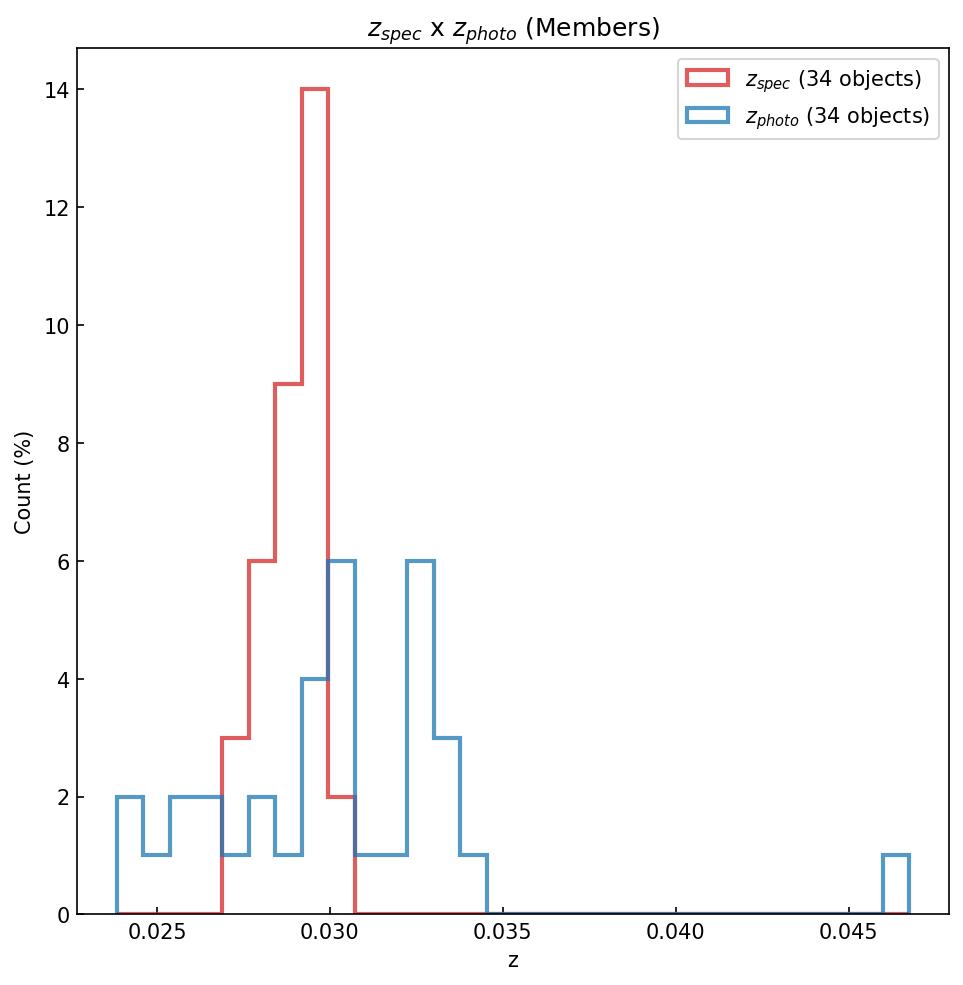 z_spec x z_photo (Members)
z_spec (34 objects)
z_photo (34 objects)
Count (%)
14
12
10
8
6
4
2
0
0.025 0.030 0.035 0.040 0.045
z